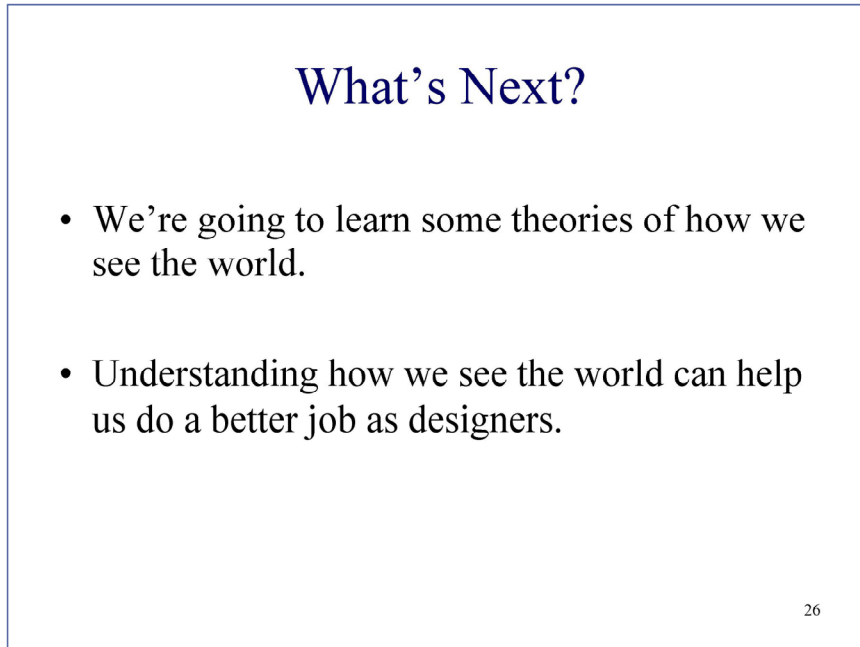 What’s Next?
• We’re going to learn some theories of how we
see the world.
• Understanding how we see the world can help
us do a better job as designers.
26